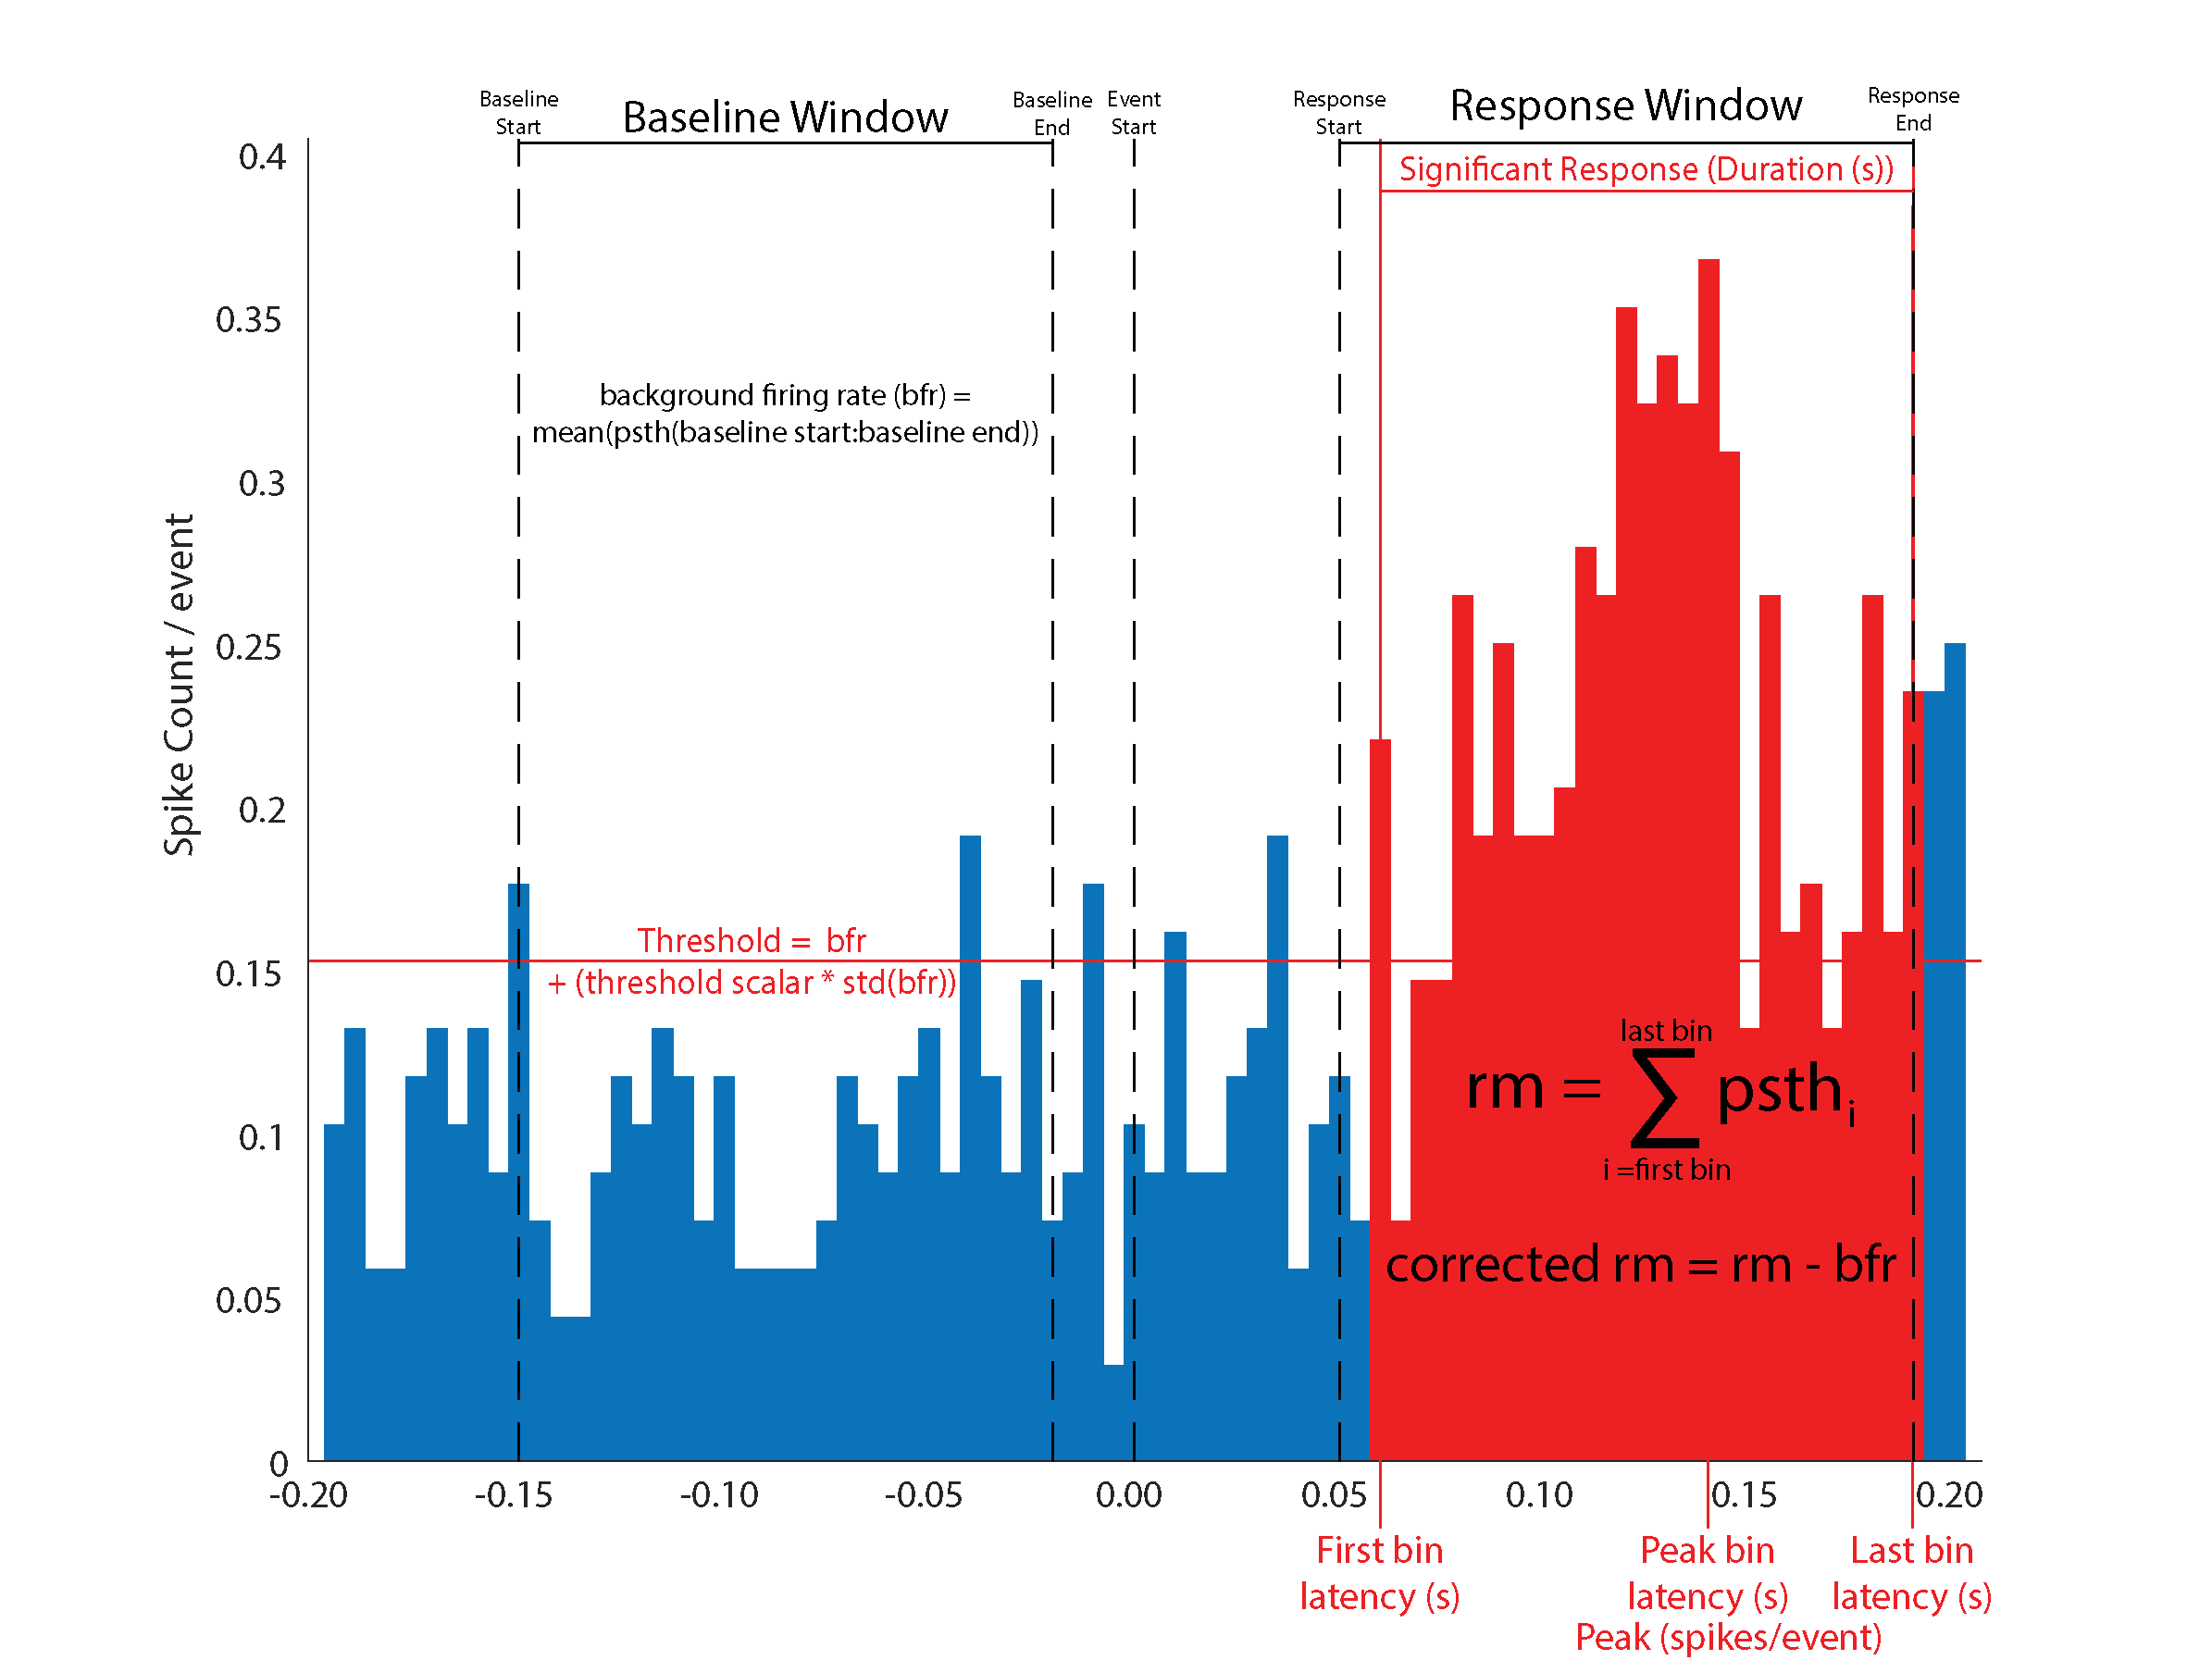 Baseline
Start
Baseline Window
Baseline
End
Event
Start
Response
Start
Response Window
Response
End
Significant Response (Duration (s))
0.4
0.35
0.3
0.25
0.2
0.15
0.1
0.05
0
Spike Count / event
background firing rate (bfr) =
mean(psth(baseline start:baseline end))
Threshold = bfr
+ (threshold scalar * std(bfr))
last bin
rm = ∑ psthᵢ
i =first bin
corrected rm = rm - bfr
-0.20 -0.15 -0.10 -0.05 0.00 0.05 0.10 0.15 0.20
First bin
latency (s)
Peak bin
latency (s)
Peak (spikes/event)
Last bin
latency (s)